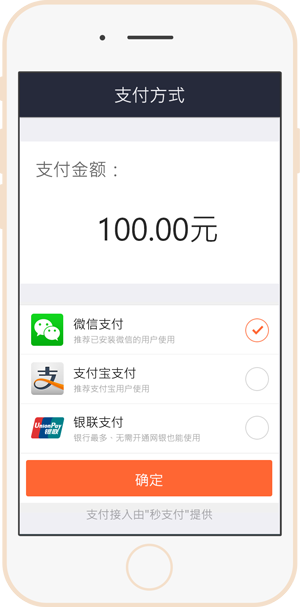 支付方式
支付金额：
100.00元
微信支付
推荐已安装微信的用户使用
支
支付宝支付
推荐支付宝用户使用
UnionPay
银联
银联支付
银行最多，无需开通网银也能使用
确定
支付接入由"秒支付"提供